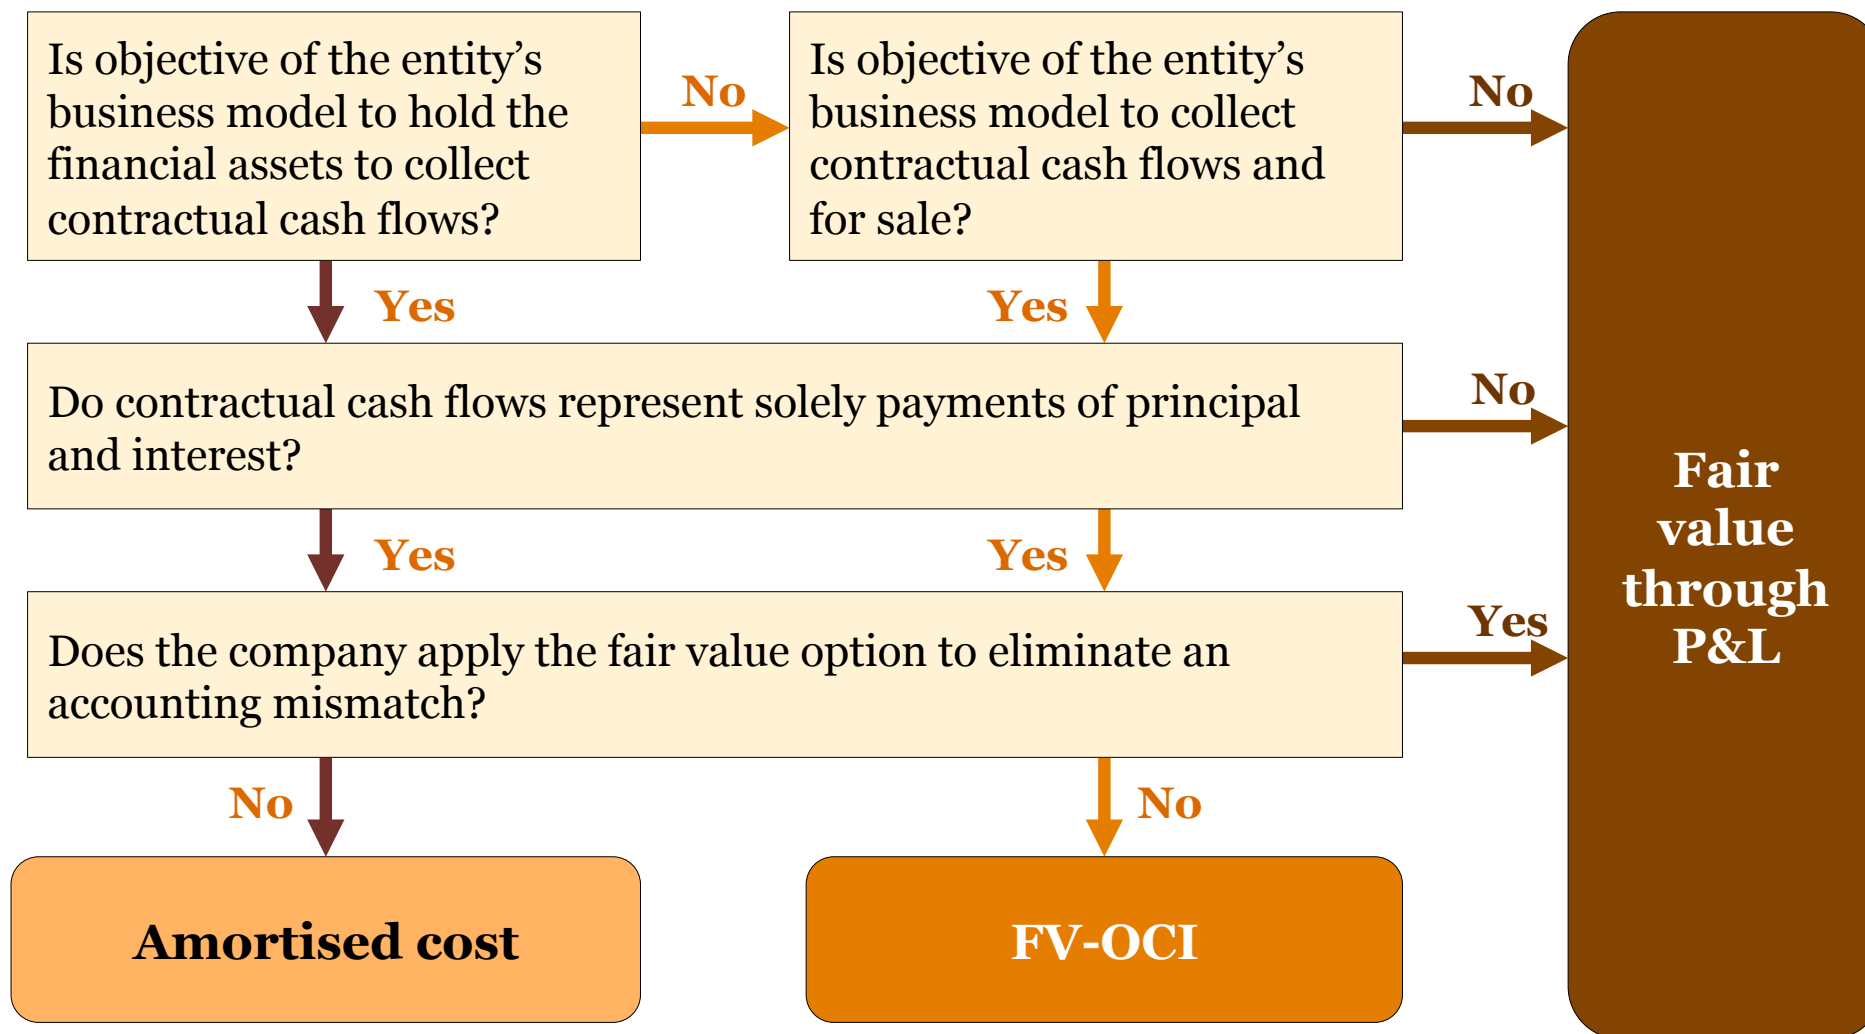 Is objective of the entity’s
business model to hold the
financial assets to collect
contractual cash flows?
No
Is objective of the entity’s
business model to collect
contractual cash flows and
for sale?
No
Yes
Yes
Do contractual cash flows represent solely payments of principal
and interest?
No
Yes
Yes
Does the company apply the fair value option to eliminate an
accounting mismatch?
Yes
No
No
Amortised cost
FV-OCI
Fair
value
through
P&L